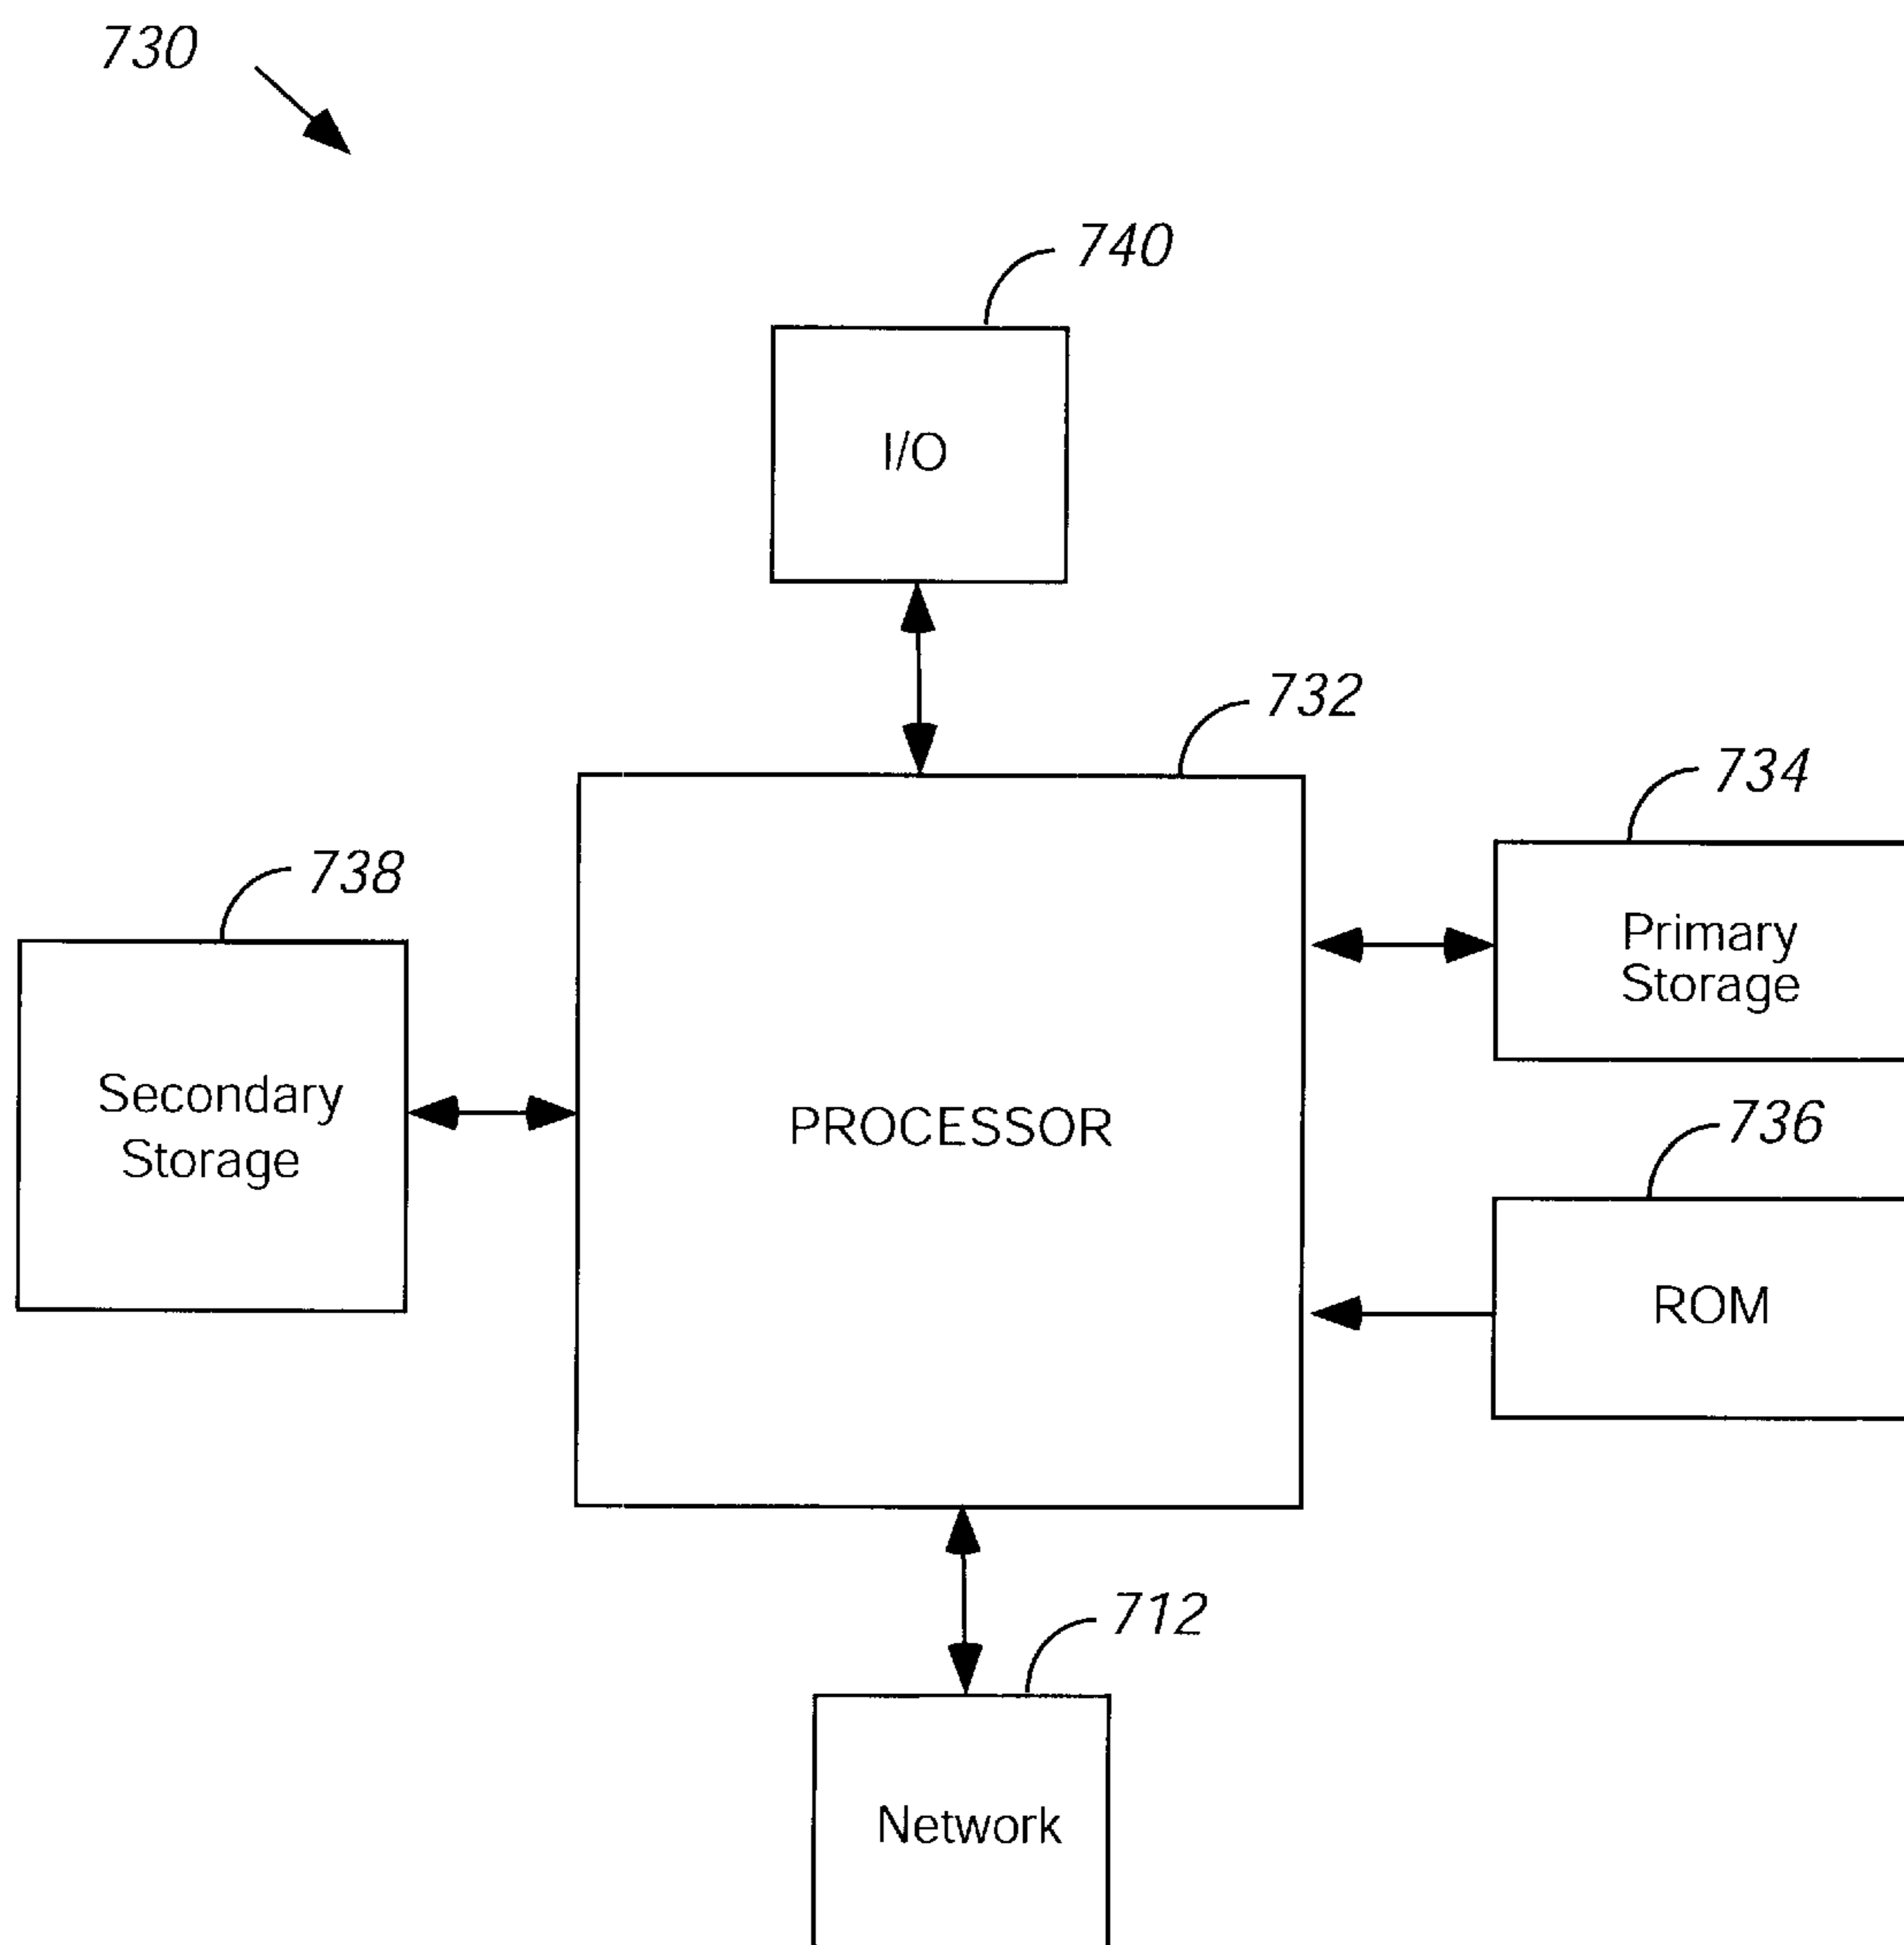 730
740
I/O
732
734
738
Primary
Storage
Secondary
Storage
PROCESSOR
736
ROM
712
Network